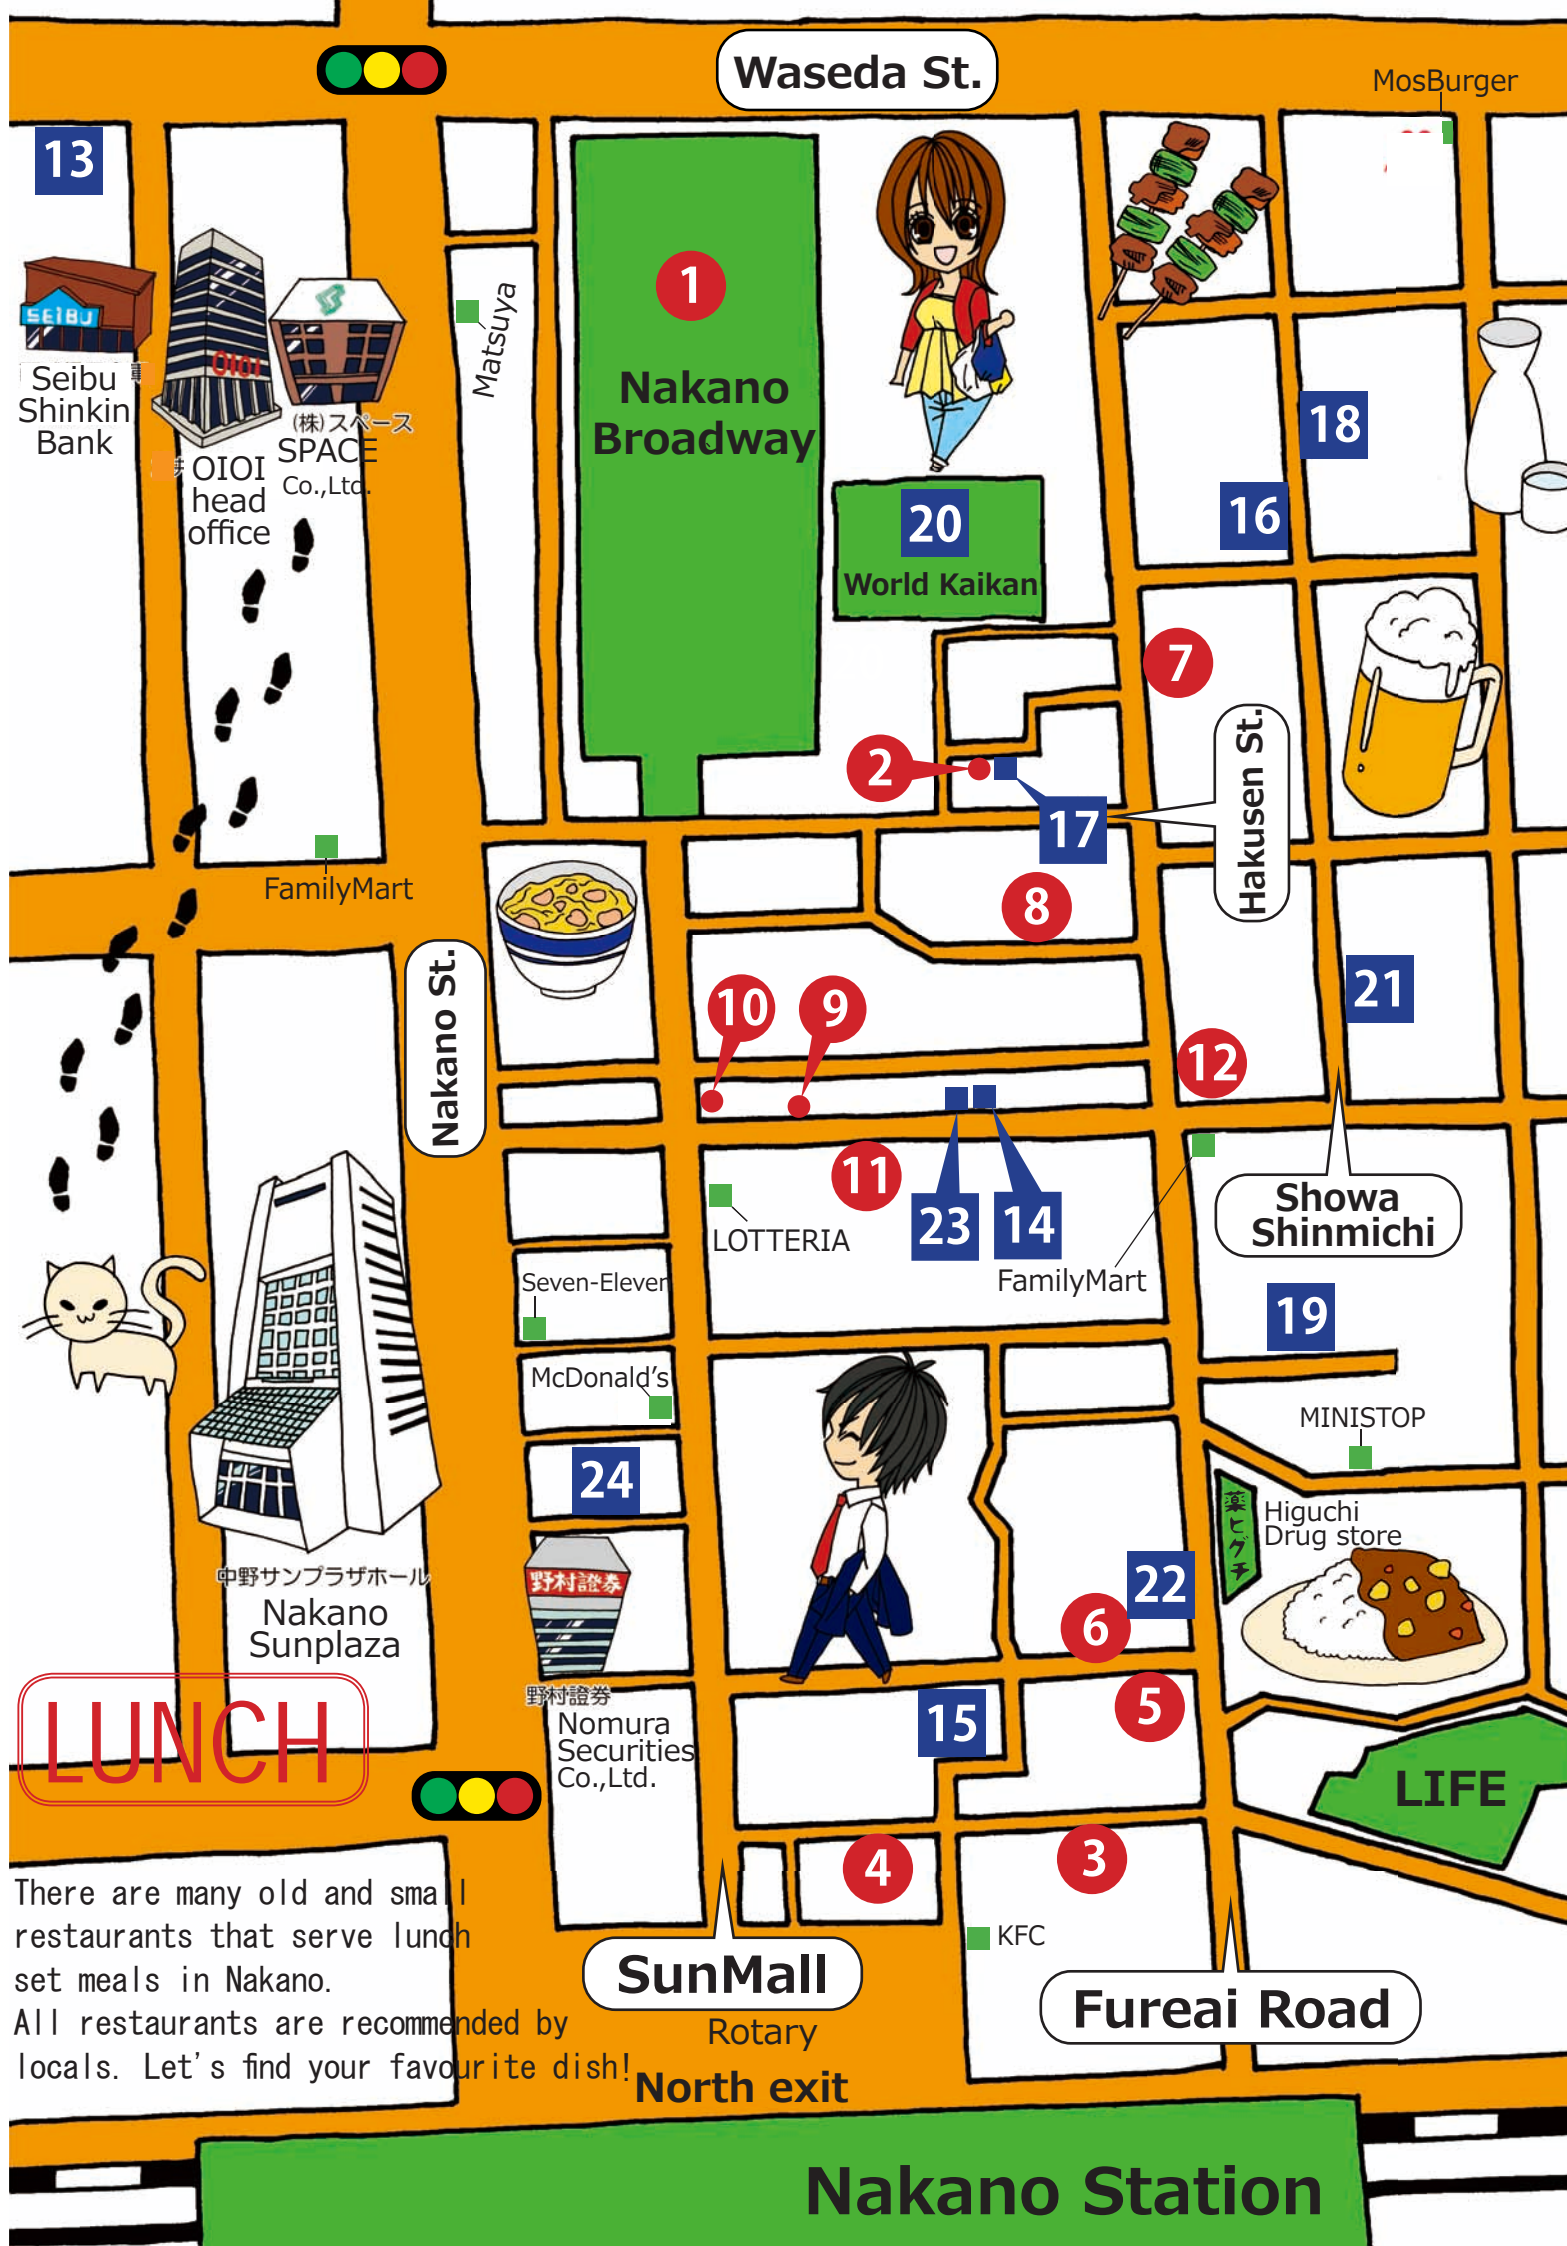 Waseda St.
MosBurger
13
1
Nakano
Broadway
Matsuya
SEIBU
Seibu
Shinkin
Bank
OIOI
OIOI
head
office
(株)スペース
SPACE
Co.,Ltd.
18
16
20
World Kaikan
7
2
17
Hakusen St.
8
FamilyMart
Nakano St.
21
10
9
12
11
23
14
LOTTERIA
FamilyMart
Showa
Shinmichi
19
Seven-Eleven
McDonald's
MINISTOP
24
薬ヒグチ
Higuchi
Drug store
22
6
中野サンプラザホール
Nakano
Sunplaza
野村證券
野村證券
Nomura
Securities
Co.,Ltd.
15
5
LUNCH
LIFE
4
3
KFC
There are many old and small
restaurants that serve lunch
set meals in Nakano.
All restaurants are recommended by
locals. Let's find your favourite dish!
SunMall
Rotary
North exit
Fureai Road
Nakano Station